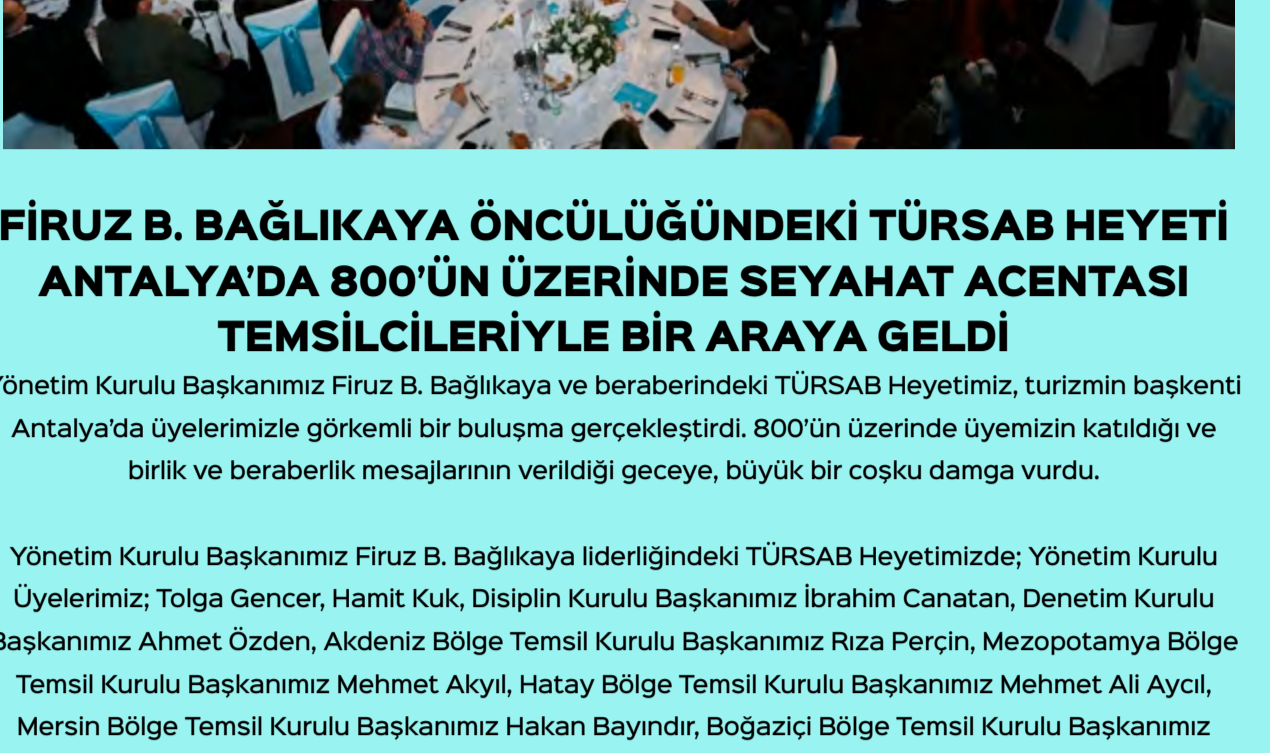 FİRUZ B. BAĞLIKAYA ÖNCÜLÜĞÜNDEKİ TÜRSAB HEYETİ
ANTALYA’DA 800’ÜN ÜZERİNDE SEYAHAT ACENTASI
TEMSİLCİLERİYLE BİR ARAYA GELDİ
Yönetim Kurulu Başkanımız Firuz B. Bağlıkaya ve beraberindeki TÜRSAB Heyetimiz, turizmin başkenti
Antalya’da üyelerimizle görkemli bir buluşma gerçekleştirdi. 800’ün üzerinde üyemizin katıldığı ve
birlik ve beraberlik mesajlarının verildiği geceye, büyük bir coşku damga vurdu.
Yönetim Kurulu Başkanımız Firuz B. Bağlıkaya liderliğindeki TÜRSAB Heyetimizde; Yönetim Kurulu
Üyelerimiz; Tolga Gencer, Hamit Kuk, Disiplin Kurulu Başkanımız İbrahim Canatan, Denetim Kurulu
Başkanımız Ahmet Özden, Akdeniz Bölge Temsil Kurulu Başkanımız Rıza Perçin, Mezopotamya Bölge
Temsil Kurulu Başkanımız Mehmet Akyıl, Hatay Bölge Temsil Kurulu Başkanımız Mehmet Ali Aycıl,
Mersin Bölge Temsil Kurulu Başkanımız Hakan Bayındır, Boğaziçi Bölge Temsil Kurulu Başkanımız